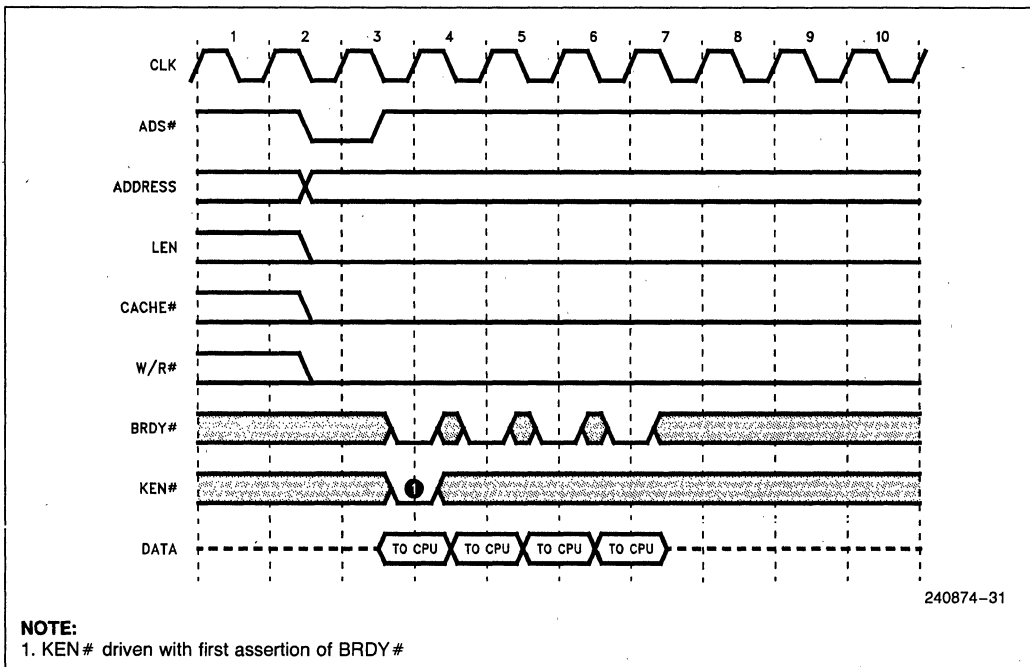 1 2 3 4 5 6 7 8 9 10
CLK
ADS#
ADDRESS
LEN
CACHE#
W/R#
BRDY#
KEN# 1
DATA TO CPU TO CPU TO CPU TO CPU
240874–31
NOTE:
1. KEN# driven with first assertion of BRDY#